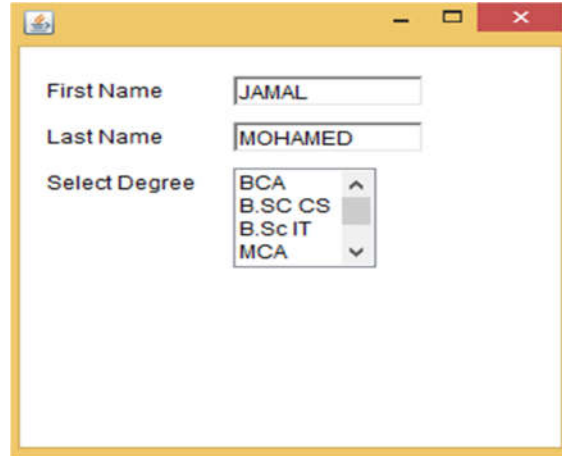 First Name JAMAL
Last Name MOHAMED
Select Degree BCA
B.SC CS
B.Sc IT
MCA